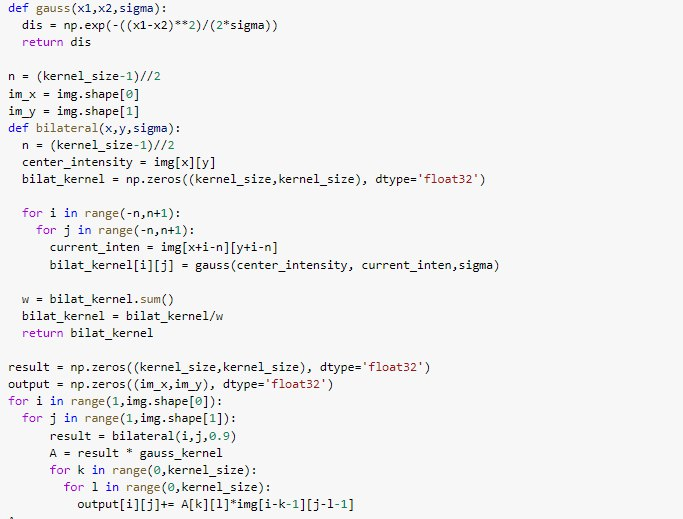 def gauss(x1,x2,sigma):
  dis = np.exp(-((x1-x2)**2)/(2*sigma))
  return dis

n = (kernel_size-1)//2
im_x = img.shape[0]
im_y = img.shape[1]
def bilateral(x,y,sigma):
  n = (kernel_size-1)//2
  center_intensity = img[x][y]
  bilat_kernel = np.zeros((kernel_size,kernel_size), dtype='float32')

  for i in range(-n,n+1):
    for j in range(-n,n+1):
      current_inten = img[x+i-n][y+i-n]
      bilat_kernel[i][j] = gauss(center_intensity, current_inten,sigma)

  w = bilat_kernel.sum()
  bilat_kernel = bilat_kernel/w
  return bilat_kernel

result = np.zeros((kernel_size,kernel_size), dtype='float32')
output = np.zeros((im_x,im_y), dtype='float32')
for i in range(1,img.shape[0]):
  for j in range(1,img.shape[1]):
      result = bilateral(i,j,0.9)
      A = result * gauss_kernel
      for k in range(0,kernel_size):
        for l in range(0,kernel_size):
          output[i][j]+= A[k][l]*img[i-k-1][j-l-1]